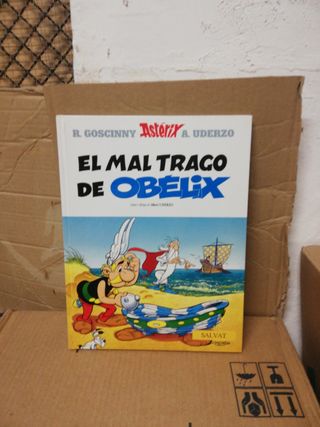 R. GOSCINNY Astérix A. UDERZO
EL MAL TRAGO
DE OBÉLIX
SALVAT